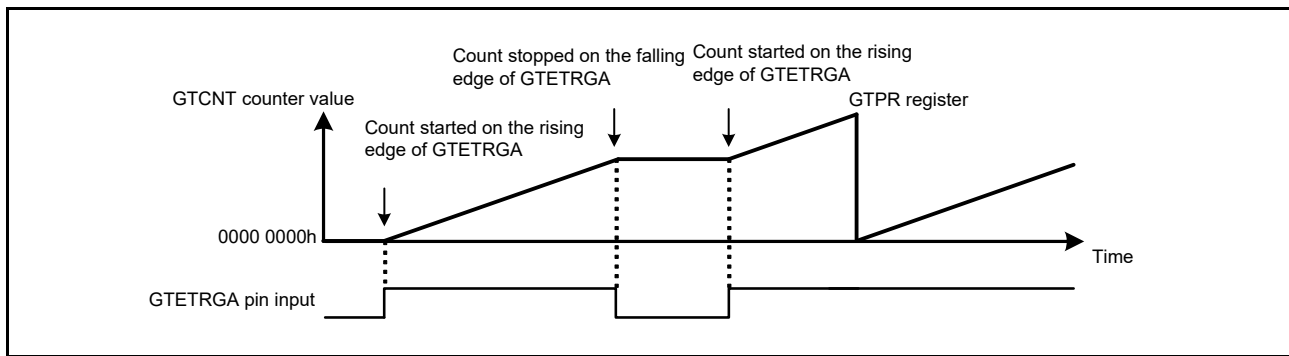 Count stopped on the falling
edge of GTETRGA
Count started on the rising
edge of GTETRGA
GTCNT counter value
GTPR register
Count started on the rising
edge of GTETRGA
0000 0000h
Time
GTETRGA pin input